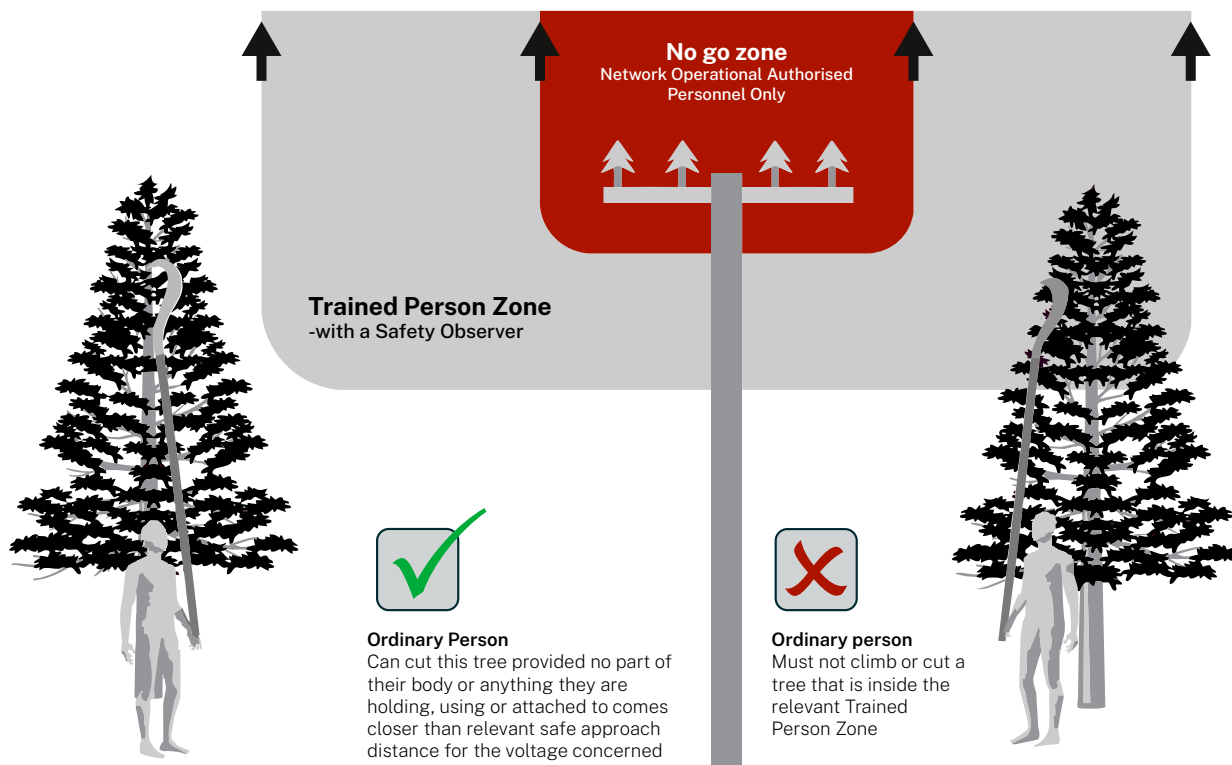 No go zone
Network Operational Authorised
Personnel Only
Trained Person Zone
-with a Safety Observer
Ordinary Person
Can cut this tree provided no part of
their body or anything they are
holding, using or attached to comes
closer than relevant safe approach
distance for the voltage concerned
Ordinary person
Must not climb or cut a
tree that is inside the
relevant Trained
Person Zone